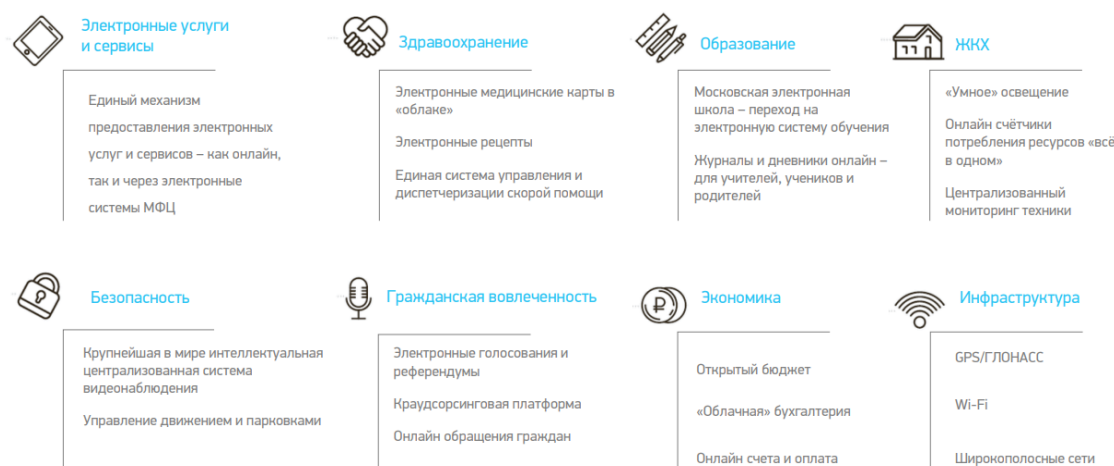 Электронные услуги
и сервисы
Единый механизм
предоставления электронных
услуг и сервисов – как онлайн,
так и через электронные
системы МФЦ
Здравоохранение
Электронные медицинские карты в
«облаке»
Электронные рецепты
Единая система управления и
диспетчеризации скорой помощи
Образование
Московская электронная
школа – переход на
электронную систему обучения
Журналы и дневники онлайн –
для учителей, учеников и
родителей
ЖКХ
«Умное» освещение
Онлайн счётчики
потребления ресурсов «всё
в одном»
Централизованный
мониторинг техники
Безопасность
Крупнейшая в мире интеллектуальная
централизованная система
видеонаблюдения
Управление движением и парковками
Гражданская вовлеченность
Электронные голосования и
референдумы
Краудсорсинговая платформа
Онлайн обращения граждан
Экономика
Открытый бюджет
«Облачная» бухгалтерия
Онлайн счета и оплата
Инфраструктура
GPS/ГЛОНАСС
Wi-Fi
Широкополосные сети